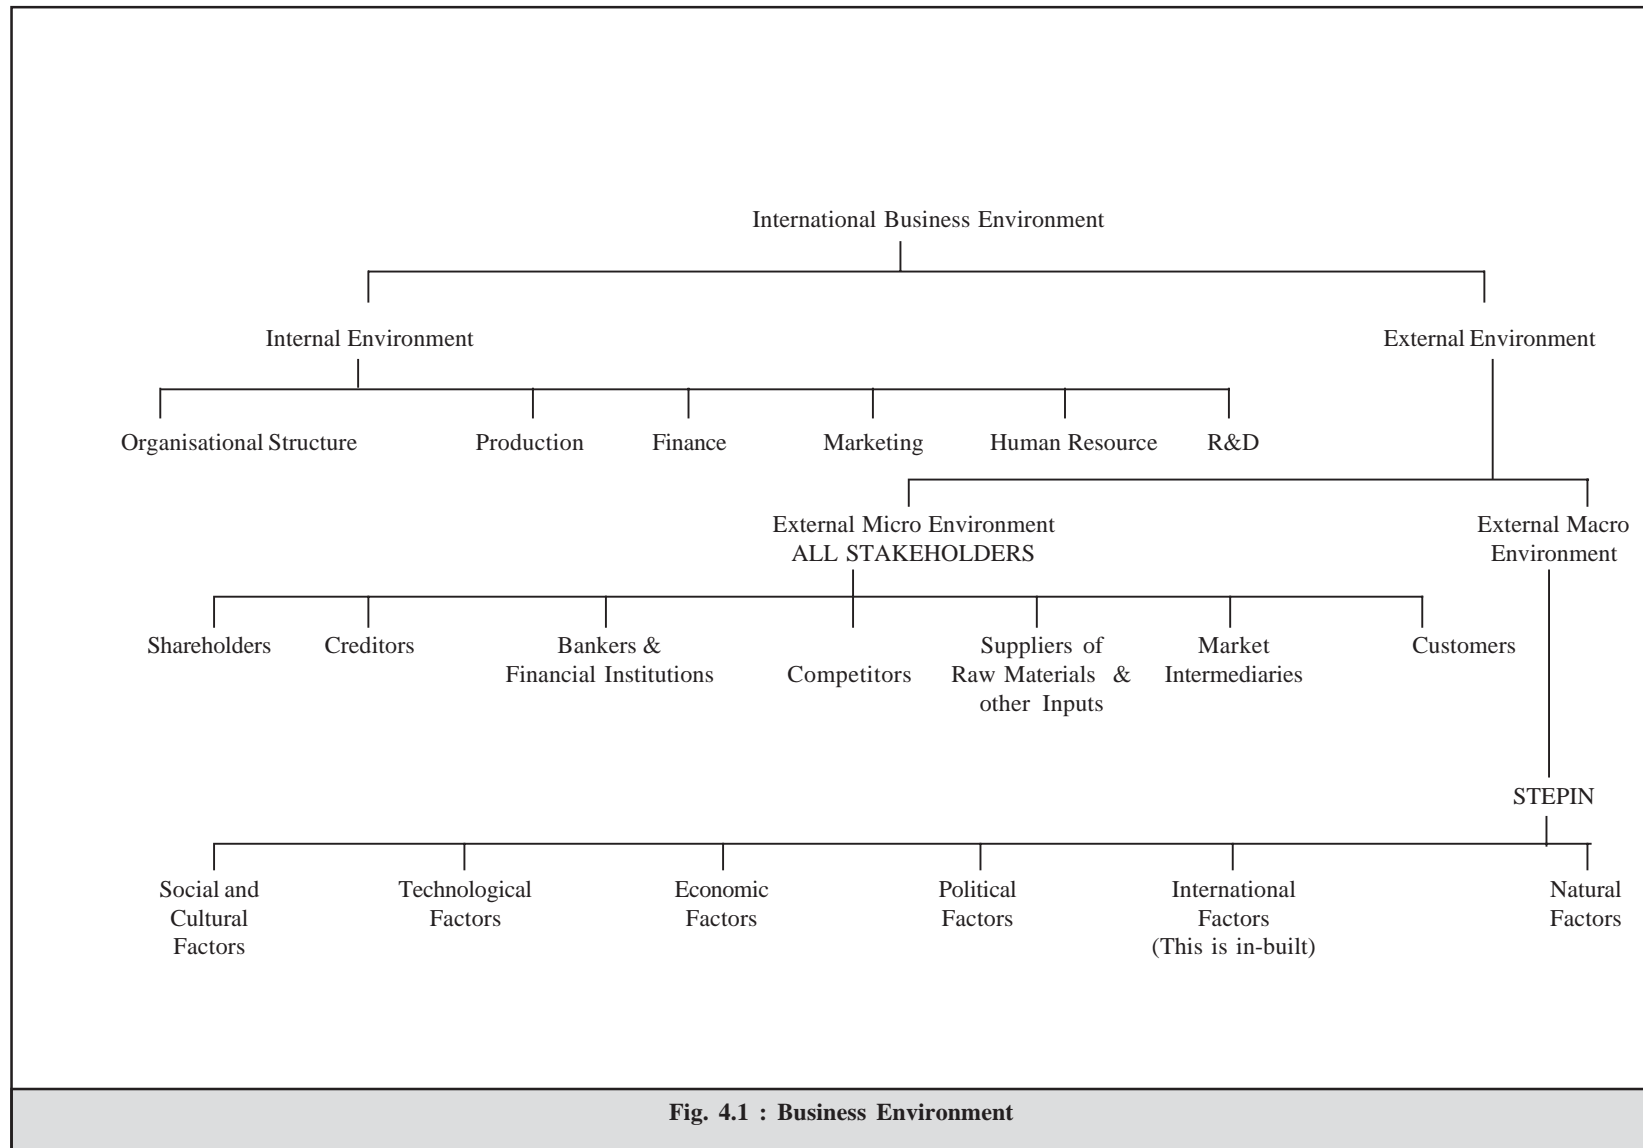 International Business Environment
Internal Environment
External Environment
Organisational Structure
Production
Finance
Marketing
Human Resource
R&D
External Micro Environment
ALL STAKEHOLDERS
External Macro
Environment
Shareholders
Creditors
Bankers &
Financial Institutions
Competitors
Suppliers of
Raw Materials &
other Inputs
Market
Intermediaries
Customers
STEPIN
Social and
Cultural
Factors
Technological
Factors
Economic
Factors
Political
Factors
International
Factors
(This is in-built)
Natural
Factors
Fig. 4.1 : Business Environment